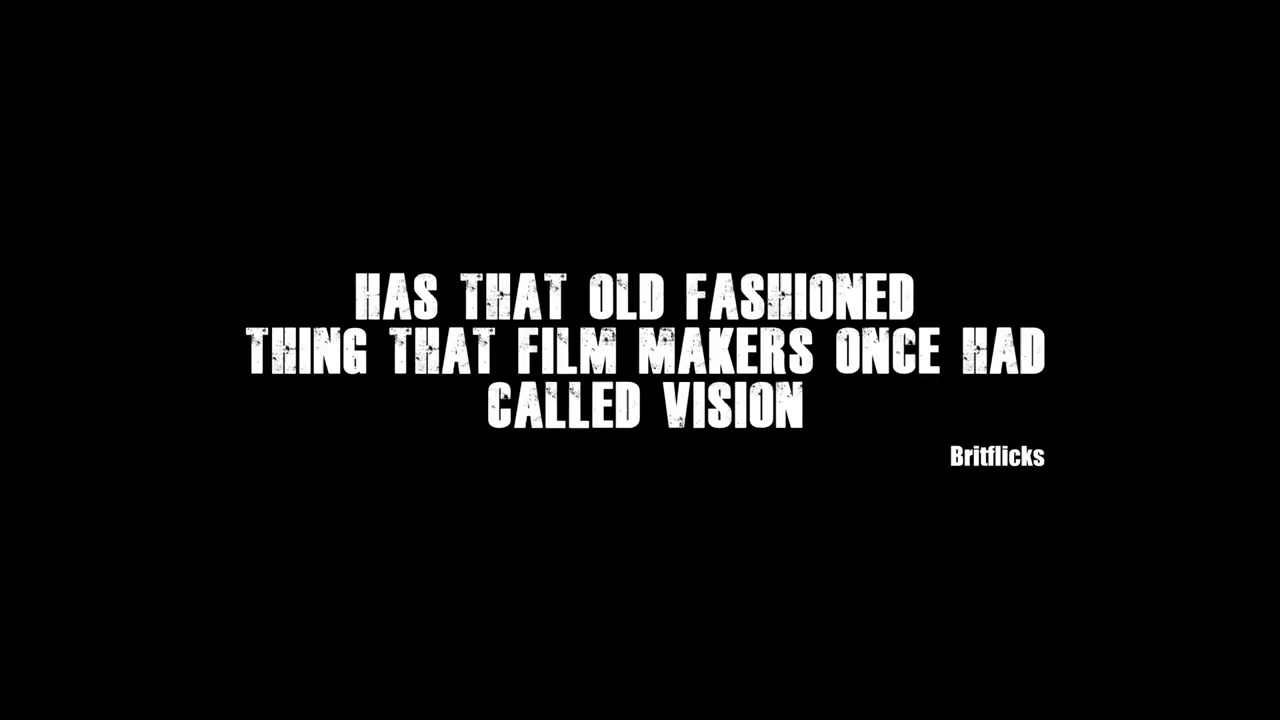 HAS THAT OLD FASHIONED
THING THAT FILM MAKERS ONCE HAD
CALLED VISION
Britflicks